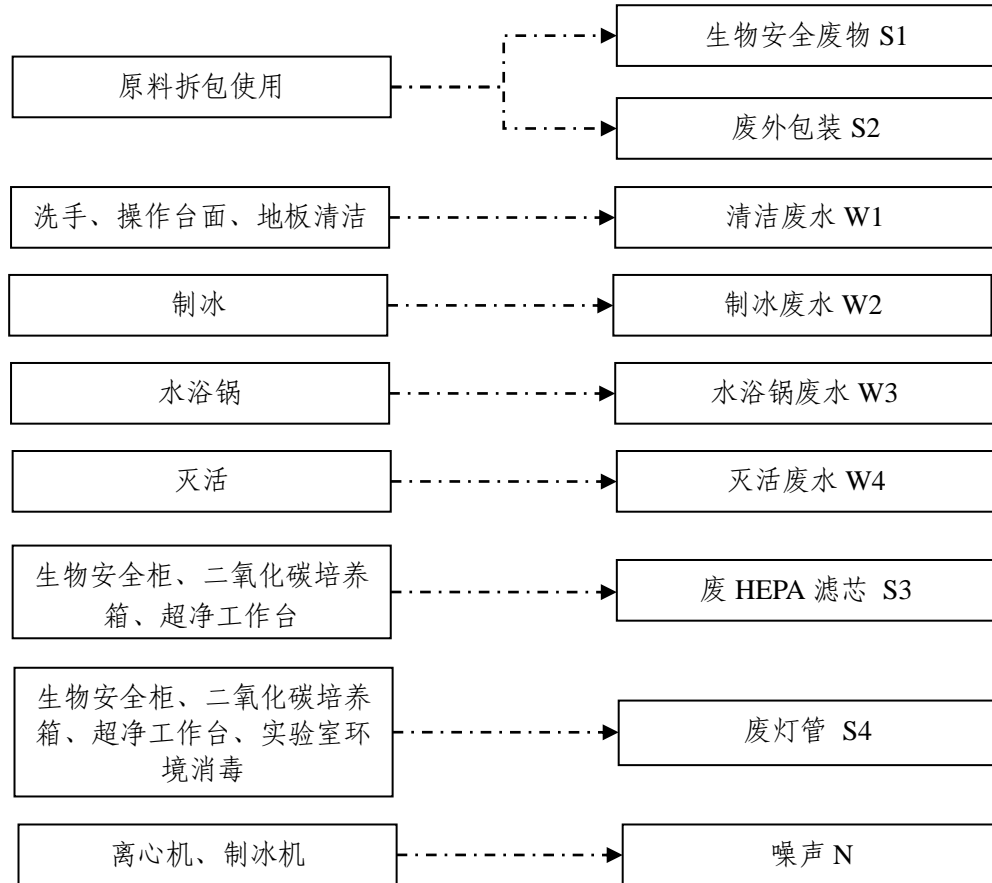 生物安全废物 S1
原料拆包使用
废外包装 S2
洗手、操作台面、地板清洁
清洁废水 W1
制冰
制冰废水 W2
水浴锅
水浴锅废水 W3
灭活
灭活废水 W4
生物安全柜、二氧化碳培养
箱、超净工作台
废 HEPA 滤芯 S3
生物安全柜、二氧化碳培养
箱、超净工作台、实验室环
境消毒
废灯管 S4
离心机、制冰机
噪声 N